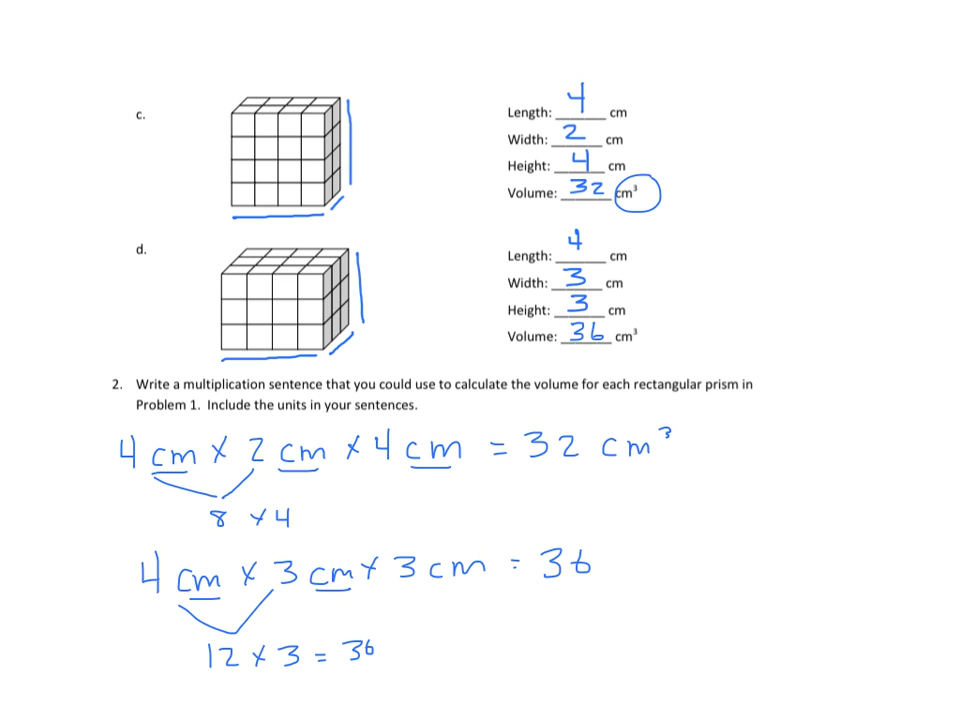 c.
Length: 4 cm
Width: 2 cm
Height: 4 cm
Volume: 32 cm³
d.
Length: 4 cm
Width: 3 cm
Height: 3 cm
Volume: 36 cm³
2. Write a multiplication sentence that you could use to calculate the volume for each rectangular prism in
Problem 1. Include the units in your sentences.
4 cm × 2 cm × 4 cm = 32 cm³
8 × 4
4 cm × 3 cm × 3 cm = 36
12 × 3 = 36